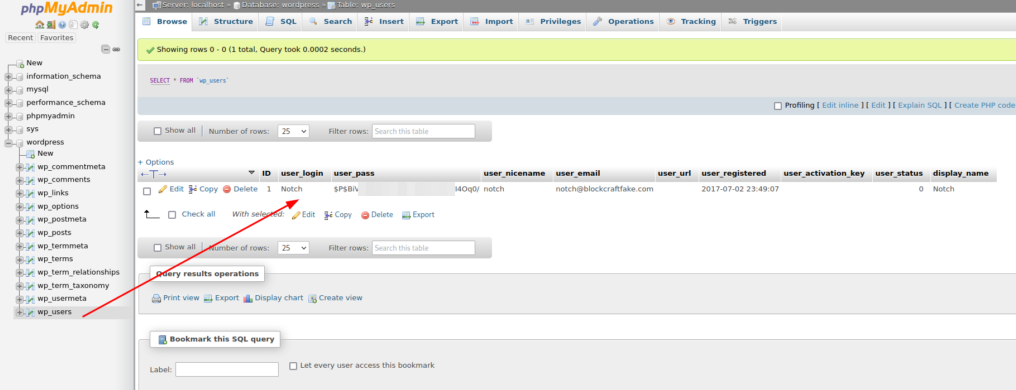 phpMyAdmin
Server: localhost » Database: wordpress » Table: wp_users
Browse Structure SQL Search Insert Export Import Privileges Operations Tracking Triggers
Recent Favorites
Showing rows 0 - 0 (1 total, Query took 0.0002 seconds.)
New
information_schema
mysql
performance_schema
phpmyadmin
sys
wordpress
New
wp_commentmeta
wp_comments
wp_links
wp_options
wp_postmeta
wp_posts
wp_termmeta
wp_terms
wp_term_relationships
wp_term_taxonomy
wp_usermeta
wp_users
SELECT * FROM `wp_users`
Profiling [ Edit inline ] [ Edit ] [ Explain SQL ] [ Create PHP code
Show all | Number of rows: 25 Filter rows: Search this table
+ Options
←T→ ID user_login user_pass user_nicename user_email user_url user_registered user_activation_key user_status display_name
Edit Copy Delete 1 Notch $P$BiV l4Oq0/ notch notch@blockcraftfake.com 2017-07-02 23:49:07 0 Notch
Check all With selected: Edit Copy Delete Export
Show all | Number of rows: 25 Filter rows: Search this table
Query results operations
Print view Export Display chart Create view
Bookmark this SQL query
Label: Let every user access this bookmark